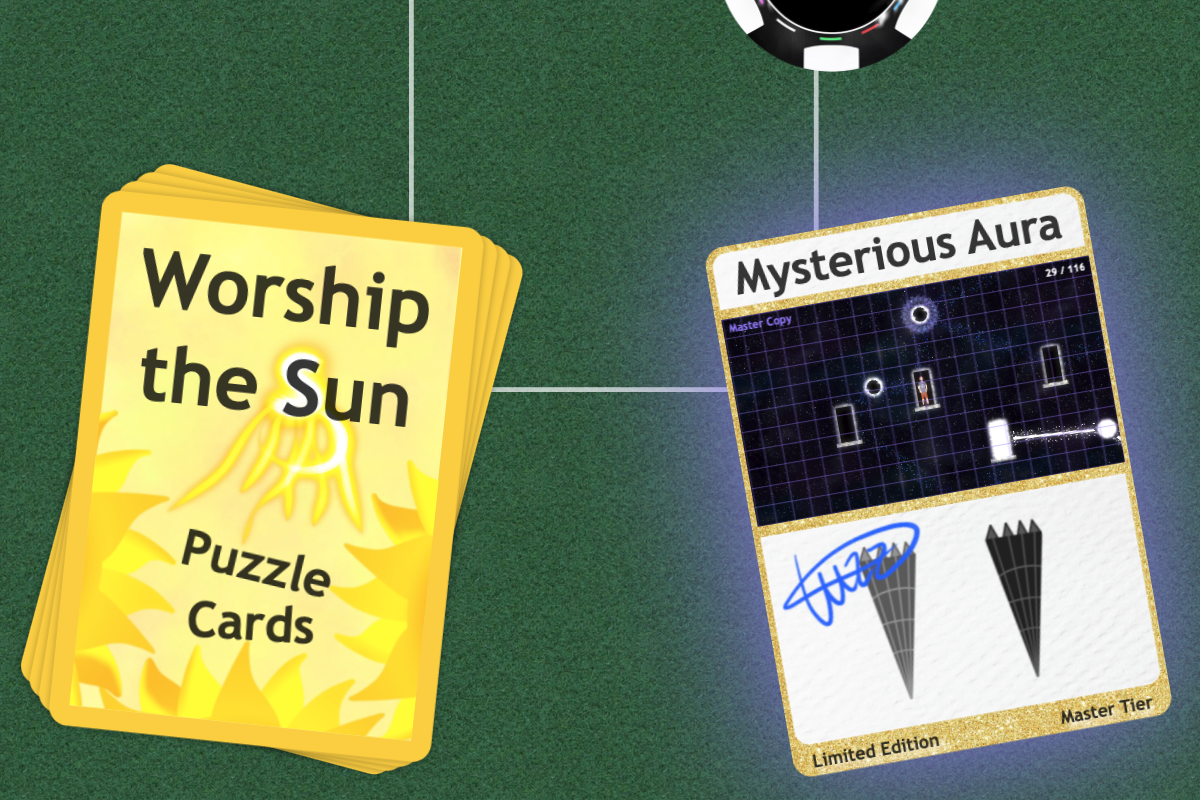 Worship
the Sun
Puzzle
Cards
Mysterious Aura
29 / 116
Master Copy
Limited Edition
Master Tier